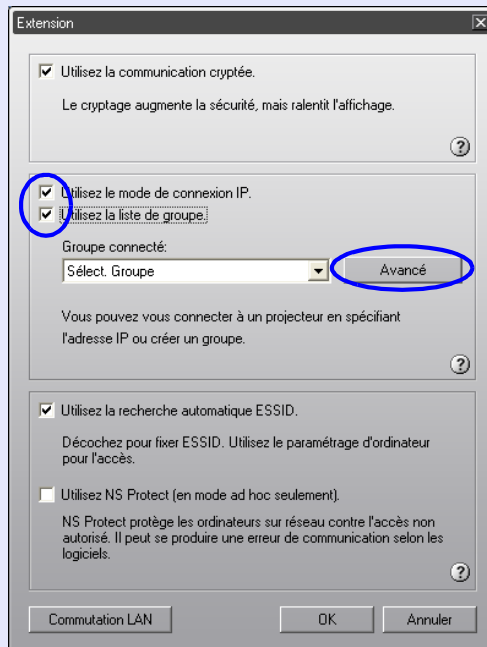 Extension
Utilisez la communication cryptée.
Le cryptage augmente la sécurité, mais ralentit l'affichage.
?
Utilisez le mode de connexion IP.
Utilisez la liste de groupe.
Groupe connecté:
Sélect. Groupe
Avancé
Vous pouvez vous connecter à un projecteur en spécifiant
l'adresse IP ou créer un groupe.
?
Utilisez la recherche automatique ESSID.
Décochez pour fixer ESSID. Utilisez le paramétrage d'ordinateur
pour l'accès.
Utilisez NS Protect (en mode ad hoc seulement).
NS Protect protège les ordinateurs sur réseau contre l'accès non
autorisé. Il peut se produire une erreur de communication selon les
logiciels.
?
Commutation LAN
OK
Annuler